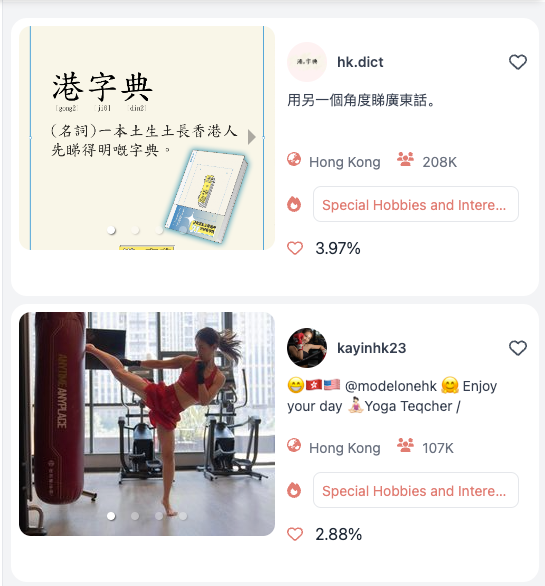 港字典
[gong2] [ji6] [din2]
(名詞)一本土生土長香港人
先睇得明嘅字典。
港.字典
hk.dict
用另一個角度睇廣東話。
Hong Kong 208K
Special Hobbies and Intere...
3.97%
ANYTIME ANYPLACE
kayinhk23
😁🇭🇰🇺🇸 @modelonehk 🤗 Enjoy
your day 🧘🏻‍♀️Yoga Teqcher /
Hong Kong 107K
Special Hobbies and Intere...
2.88%